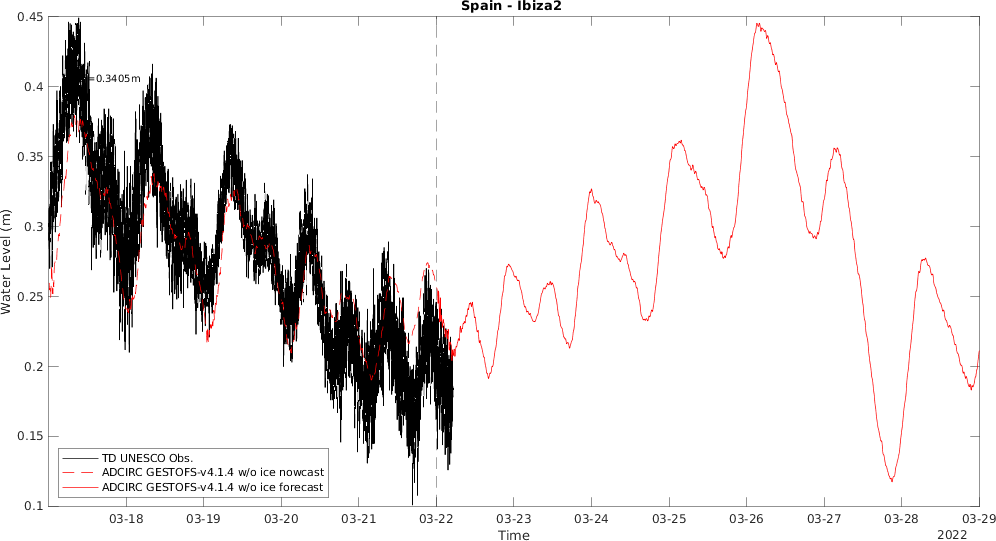 Spain - Ibiza2
0.45
0.4
0.35
0.3
0.25
0.2
0.15
0.1
Water Level (m)
=0.3405m
TD UNESCO Obs.
ADCIRC GESTOFS-v4.1.4 w/o ice nowcast
ADCIRC GESTOFS-v4.1.4 w/o ice forecast
03-18 03-19 03-20 03-21 03-22 03-23 03-24 03-25 03-26 03-27 03-28 03-29
Time
2022